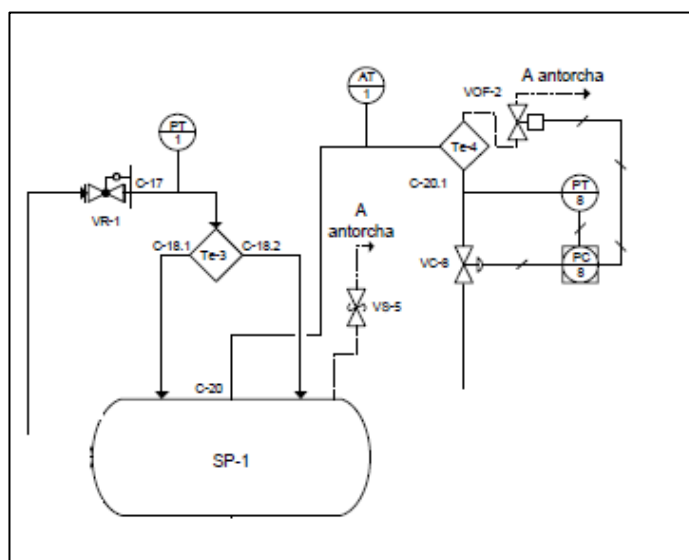 AT
1
A antorcha
VOF-2
PT
1
Te-4
C-17
VR-1
C-20.1
PT
8
C-18.1
C-18.2
Te-3
A
antorcha
VC-8
PC
8
VS-5
C-20
SP-1